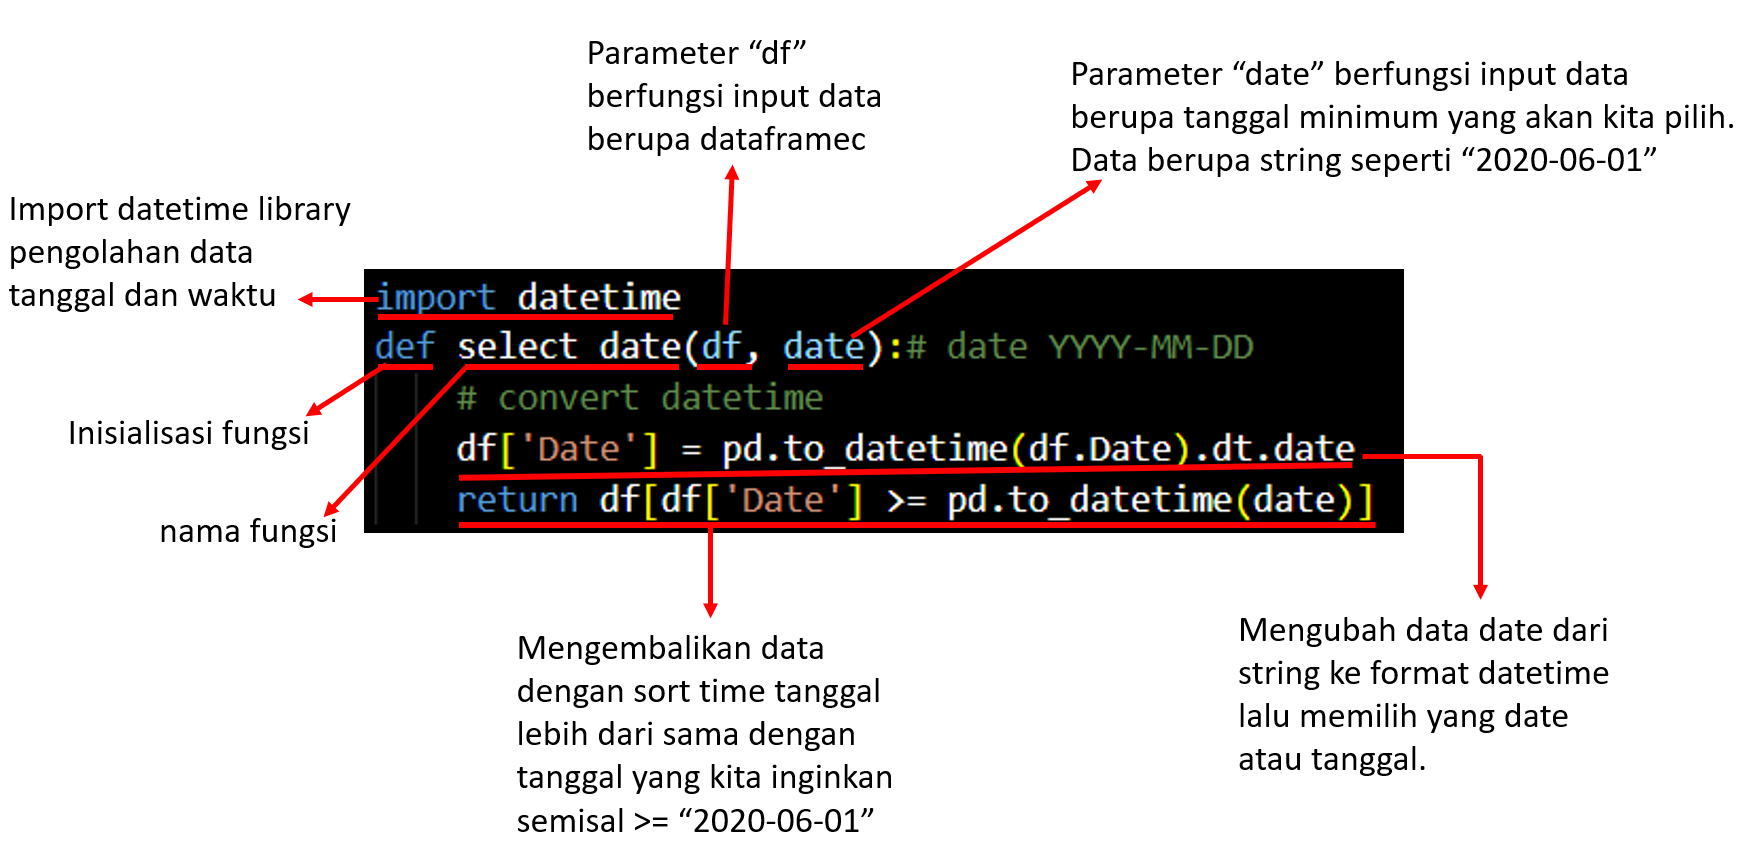 Parameter “df”
berfungsi input data
berupa dataframec
Parameter “date” berfungsi input data
berupa tanggal minimum yang akan kita pilih.
Data berupa string seperti “2020-06-01”
Import datetime library
pengolahan data
tanggal dan waktu
import datetime
def select_date(df, date):# date YYYY-MM-DD
# convert datetime
df['Date'] = pd.to_datetime(df.Date).dt.date
return df[df['Date'] >= pd.to_datetime(date)]
Inisialisasi fungsi
nama fungsi
Mengembalikan data
dengan sort time tanggal
lebih dari sama dengan
tanggal yang kita inginkan
semisal >= “2020-06-01”
Mengubah data date dari
string ke format datetime
lalu memilih yang date
atau tanggal.